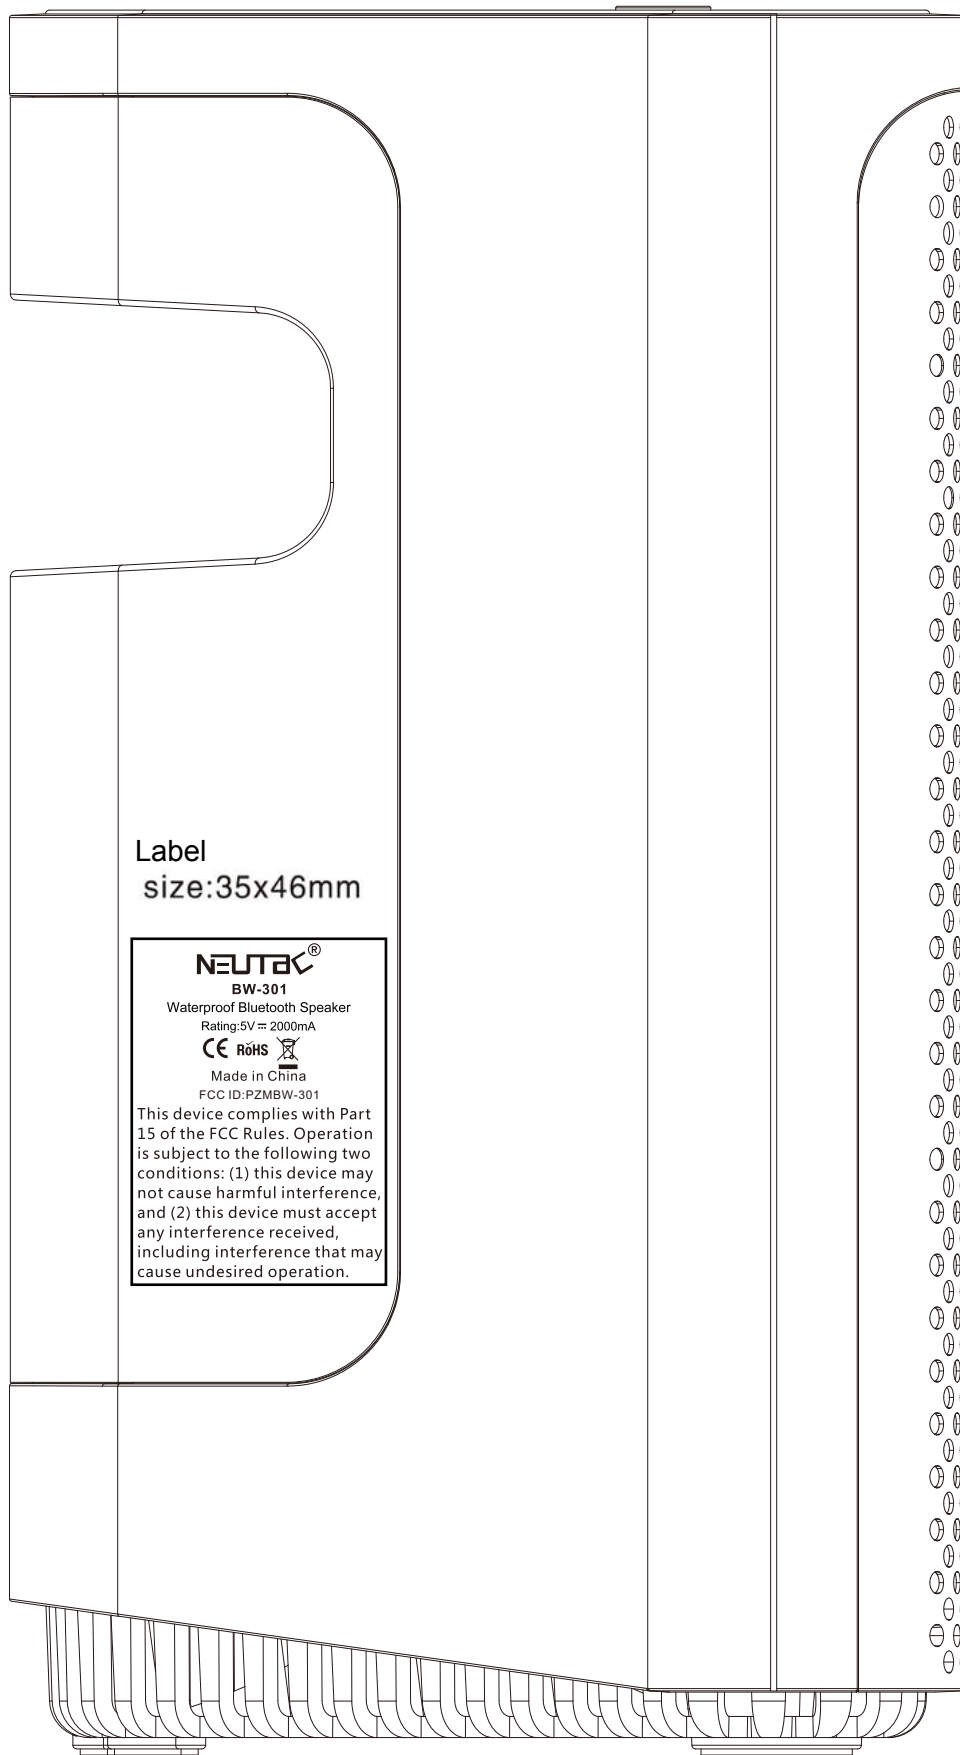 Label
size:35x46mm
NEUTAC®
BW-301
Waterproof Bluetooth Speaker
Rating:5V⎓2000mA
CE RoHS
Made in China
FCC ID:PZMBW-301
This device complies with Part
15 of the FCC Rules. Operation
is subject to the following two
conditions: (1) this device may
not cause harmful interference,
and (2) this device must accept
any interference received,
including interference that may
cause undesired operation.